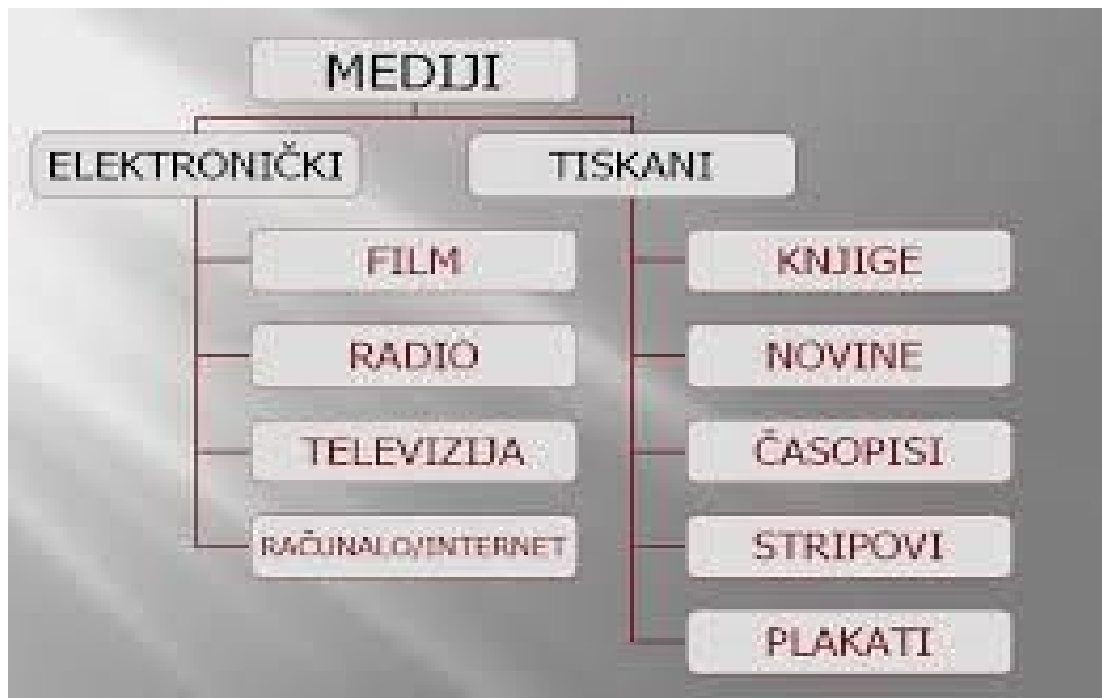 MEDIJI
ELEKTRONIČKI
TISKANI
FILM
RADIO
TELEVIZIJA
RAČUNALO/INTERNET
KNJIGE
NOVINE
ČASOPISI
STRIPOVI
PLAKATI